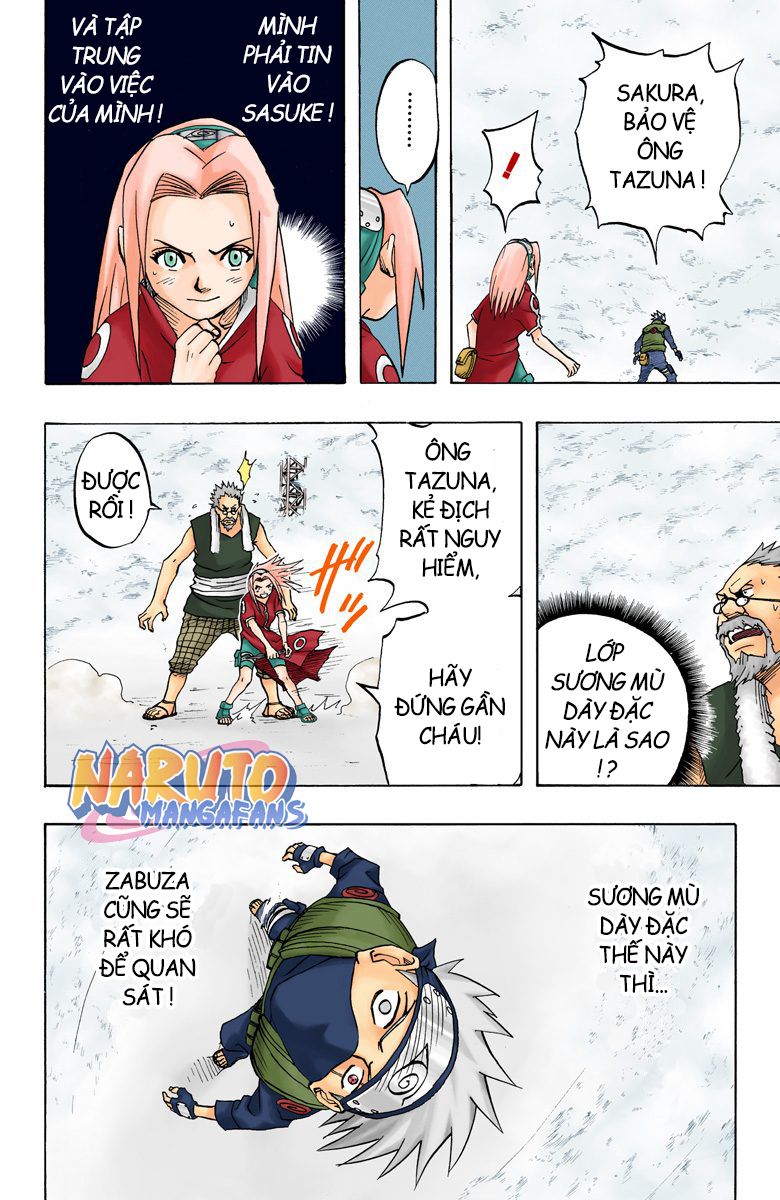 SAKURA,
BẢO VỆ
ÔNG
TAZUNA !
!
.........
MÌNH
PHẢI TIN
VÀO
SASUKE !
VÀ TẬP
TRUNG
VÀO VIỆC
CỦA MÌNH !
LỚP
SƯƠNG MÙ
DÀY ĐẶC
NÀY LÀ SAO
!?
ÔNG
TAZUNA,
KẺ ĐỊCH
RẤT NGUY
HIỂM,
HÃY
ĐỨNG GẦN
CHÁU!
ĐƯỢC
RỒI !
NARUTO
MANGAFANS
SƯƠNG MÙ
DÀY ĐẶC
THẾ NÀY
THÌ...
ZABUZA
CŨNG SẼ
RẤT KHÓ
ĐỂ QUAN
SÁT !